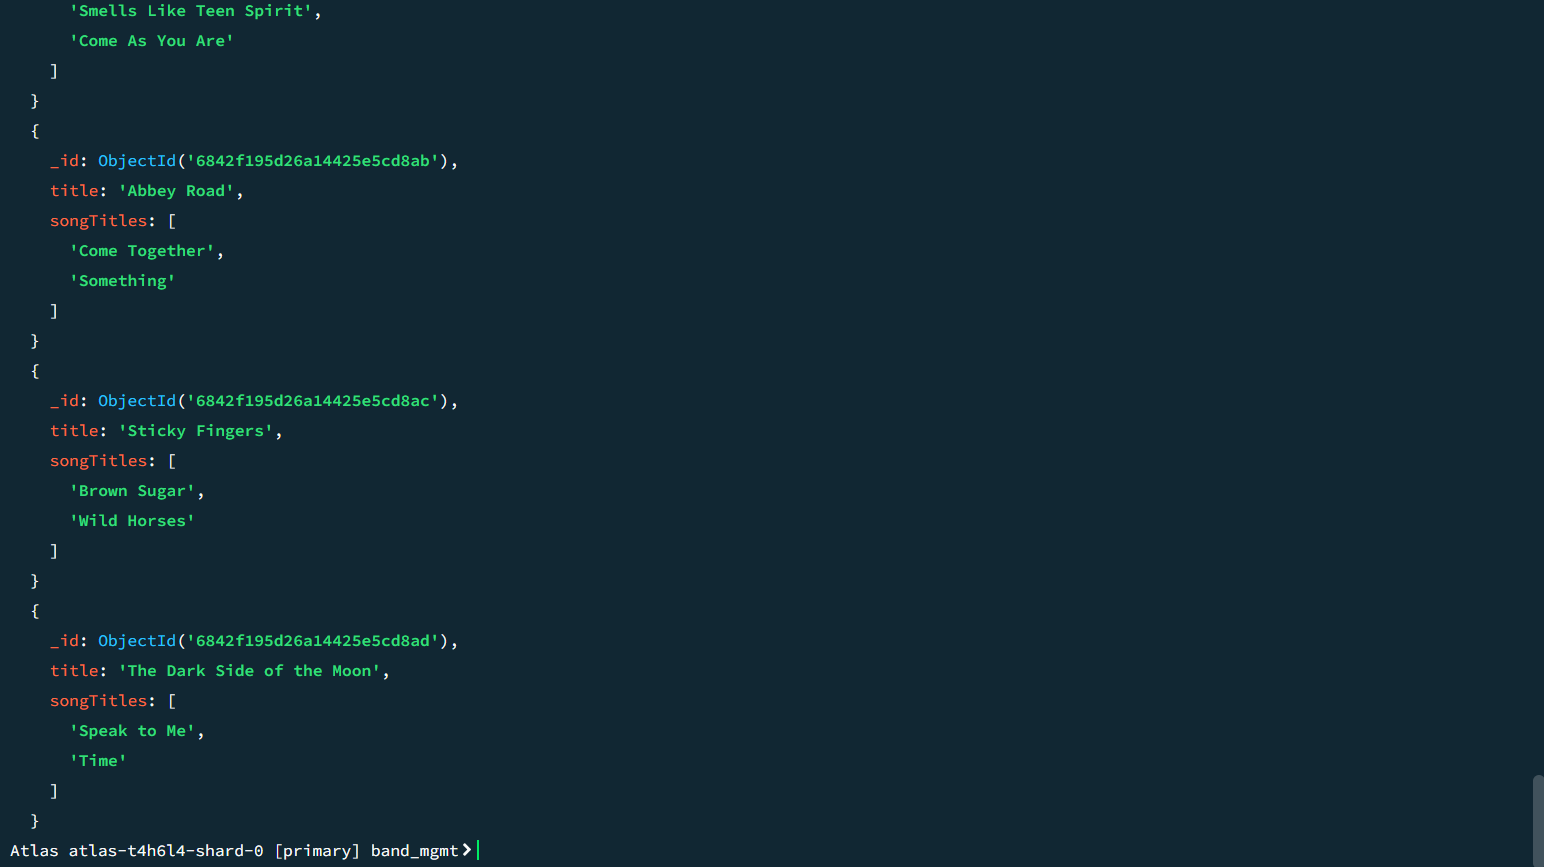 'Smells Like Teen Spirit',
'Come As You Are'
]
}
{
_id: ObjectId('6842f195d26a14425e5cd8ab'),
title: 'Abbey Road',
songTitles: [
'Come Together',
'Something'
]
}
{
_id: ObjectId('6842f195d26a14425e5cd8ac'),
title: 'Sticky Fingers',
songTitles: [
'Brown Sugar',
'Wild Horses'
]
}
{
_id: ObjectId('6842f195d26a14425e5cd8ad'),
title: 'The Dark Side of the Moon',
songTitles: [
'Speak to Me',
'Time'
]
}
Atlas atlas-t4h6l4-shard-0 [primary] band_mgmt>